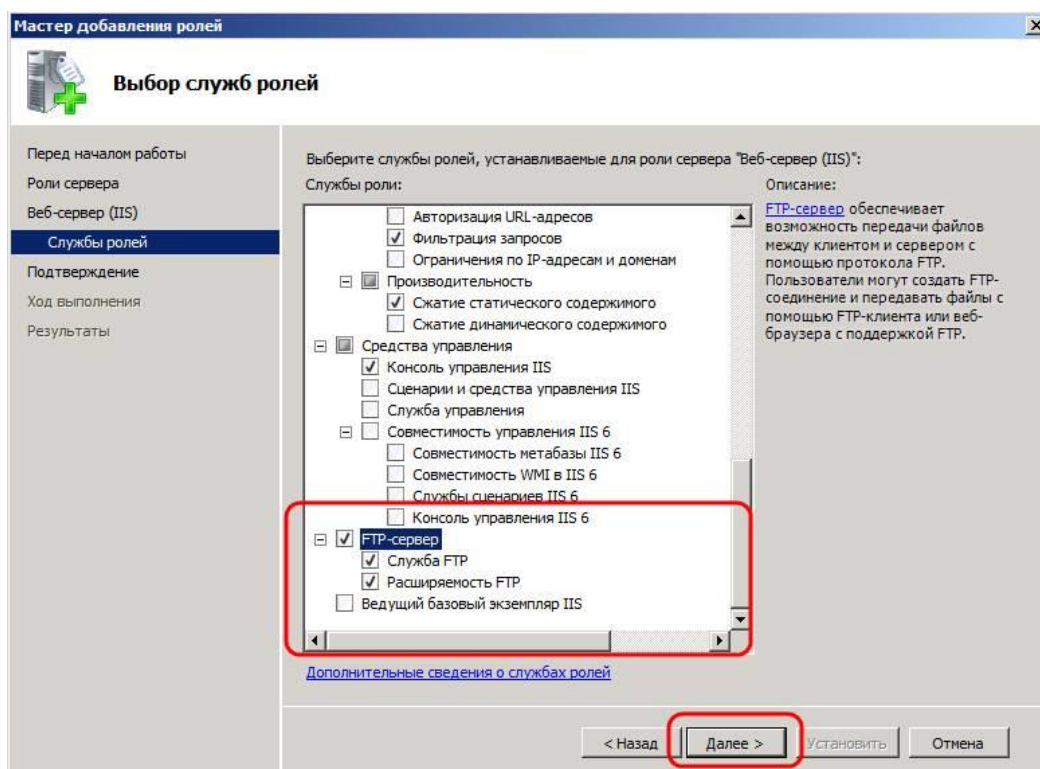 Мастер добавления ролей
Выбор служб ролей
Перед началом работы
Роли сервера
Веб-сервер (IIS)
Службы ролей
Подтверждение
Ход выполнения
Результаты
Выберите службы ролей, устанавливаемые для роли сервера "Веб-сервер (IIS)":
Службы роли:
Авторизация URL-адресов
Фильтрация запросов
Ограничения по IP-адресам и доменам
Производительность
Сжатие статического содержимого
Сжатие динамического содержимого
Средства управления
Консоль управления IIS
Сценарии и средства управления IIS
Служба управления
Совместимость управления IIS 6
Совместимость метабазы IIS 6
Совместимость WMI в IIS 6
Службы сценариев IIS 6
Консоль управления IIS 6
FTP-сервер
Служба FTP
Расширяемость FTP
Ведущий базовый экземпляр IIS
Дополнительные сведения о службах ролей
Описание:
FTP-сервер обеспечивает
возможность передачи файлов
между клиентом и сервером с
помощью протокола FTP.
Пользователи могут создать FTP-
соединение и передавать файлы с
помощью FTP-клиента или веб-
браузера с поддержкой FTP.
< Назад
Далее >
Установить
Отмена